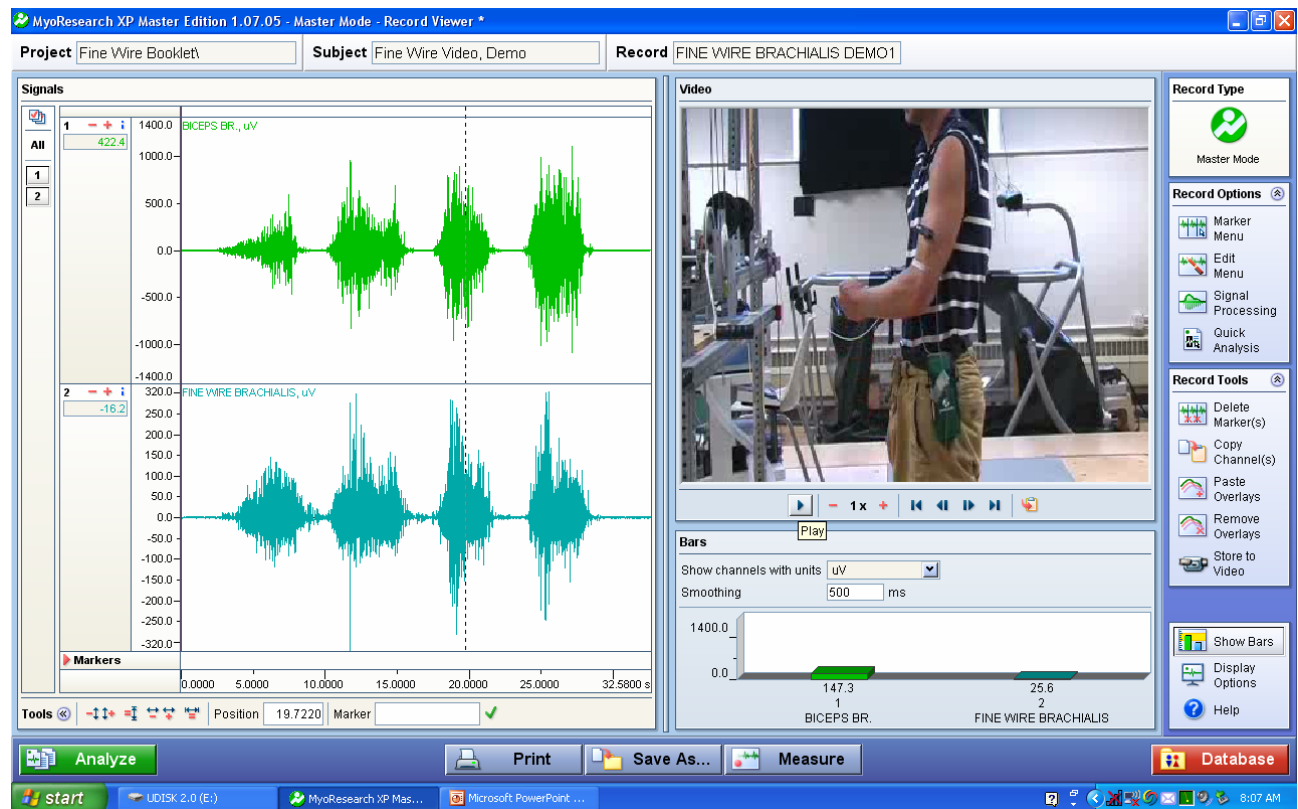 MyoResearch XP Master Edition 1.07.05 - Master Mode - Record Viewer *
Project Fine Wire Booklet\ Subject Fine Wire Video, Demo Record FINE WIRE BRACHIALIS DEMO1
Signals
All
1
2
1 - + i
422.4
BICEPS BR., uV
1400.0
1000.0
500.0
0.0
-500.0
-1000.0
-1400.0
2 - + i
-16.2
FINE WIRE BRACHIALIS, uV
320.0
250.0
200.0
150.0
100.0
50.0
0.0
-50.0
-100.0
-150.0
-200.0
-250.0
-320.0
Markers
0.0000 5.0000 10.0000 15.0000 20.0000 25.0000 32.5800 s
Tools Position 19.7220 Marker
Video
- 1x +
Play
Bars
Show channels with units uV
Smoothing 500 ms
1400.0
0.0
147.3 25.6
1 2
BICEPS BR. FINE WIRE BRACHIALIS
Record Type
Master Mode
Record Options
Marker
Menu
Edit
Menu
Signal
Processing
Quick
Analysis
Record Tools
Delete
Marker(s)
Copy
Channel(s)
Paste
Overlays
Remove
Overlays
Store to
Video
Show Bars
Display
Options
Help
Analyze Print Save As... Measure Database
start UDISK 2.0 (E:) MyoResearch XP Mas... Microsoft PowerPoint ... 8:07 AM